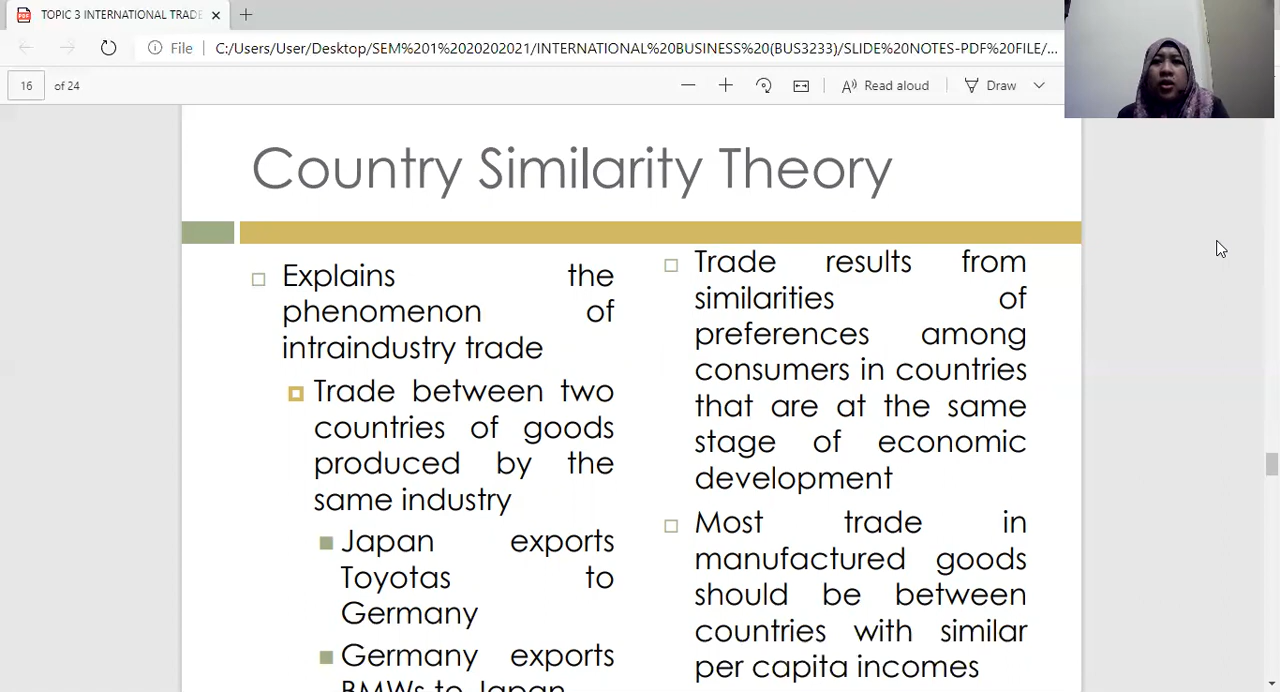 TOPIC 3 INTERNATIONAL TRADE
File
C:/Users/User/Desktop/SEM%201%2020202021/INTERNATIONAL%20BUSINESS%20(BUS3233)/SLIDE%20NOTES-PDF%20FILE/...
16 of 24
Read aloud
Draw
Country Similarity Theory
Explains the
phenomenon of
intraindustry trade
Trade between two
countries of goods
produced by the
same industry
Japan exports
Toyotas to
Germany
Germany exports
BMWs to Japan
Trade results from
similarities of
preferences among
consumers in countries
that are at the same
stage of economic
development
Most trade in
manufactured goods
should be between
countries with similar
per capita incomes